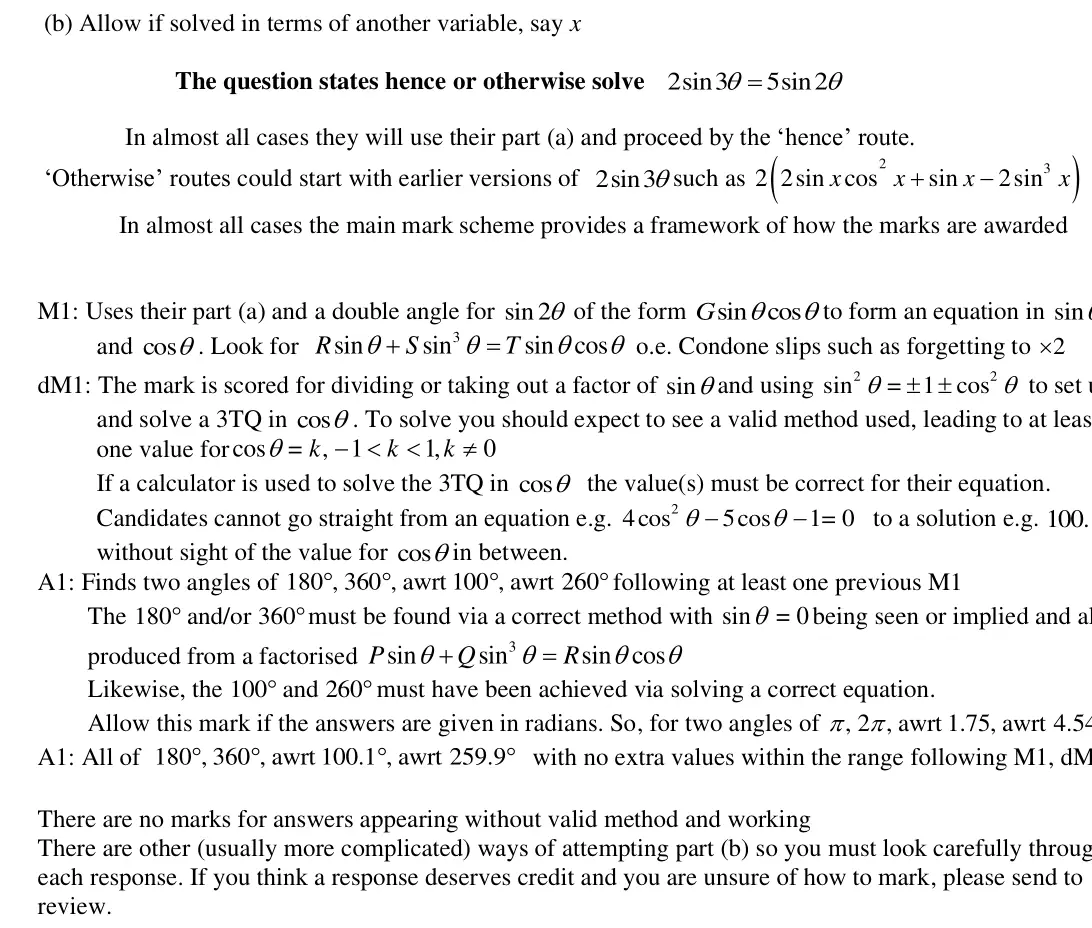 (b) Allow if solved in terms of another variable, say x
The question states hence or otherwise solve 2sin3θ = 5sin2θ
In almost all cases they will use their part (a) and proceed by the ‘hence’ route.
‘Otherwise’ routes could start with earlier versions of 2sin3θ such as 2(2sin x cos² x + sin x − 2sin³ x)
In almost all cases the main mark scheme provides a framework of how the marks are awarded
M1: Uses their part (a) and a double angle for sin 2θ of the form G sin θ cos θ to form an equation in sin θ
and cos θ. Look for R sin θ + S sin³ θ = T sin θ cos θ o.e. Condone slips such as forgetting to ×2
dM1: The mark is scored for dividing or taking out a factor of sin θ and using sin² θ = ±1 ± cos² θ to set
and solve a 3TQ in cos θ. To solve you should expect to see a valid method used, leading to at leas
one value for cos θ = k, −1 < k < 1, k ≠ 0
If a calculator is used to solve the 3TQ in cos θ the value(s) must be correct for their equation.
Candidates cannot go straight from an equation e.g. 4cos² θ − 5cos θ − 1= 0 to a solution e.g. 100.
without sight of the value for cos θ in between.
A1: Finds two angles of 180°, 360°, awrt 100°, awrt 260° following at least one previous M1
The 180° and/or 360° must be found via a correct method with sin θ = 0 being seen or implied and al
produced from a factorised P sin θ + Q sin³ θ = R sin θ cos θ
Likewise, the 100° and 260° must have been achieved via solving a correct equation.
Allow this mark if the answers are given in radians. So, for two angles of π, 2π, awrt 1.75, awrt 4.54
A1: All of 180°, 360°, awrt 100.1°, awrt 259.9° with no extra values within the range following M1, dM
There are no marks for answers appearing without valid method and working
There are other (usually more complicated) ways of attempting part (b) so you must look carefully throug
each response. If you think a response deserves credit and you are unsure of how to mark, please send to
review.